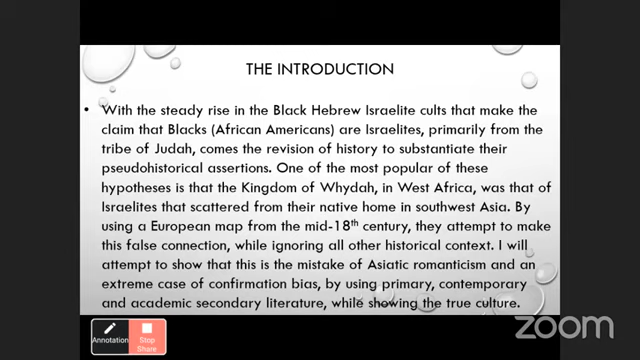 THE INTRODUCTION
• With the steady rise in the Black Hebrew Israelite cults that make the
claim that Blacks (African Americans) are Israelites, primarily from the
tribe of Judah, comes the revision of history to substantiate their
pseudohistorical assertions. One of the most popular of these
hypotheses is that the Kingdom of Whydah, in West Africa, was that of
Israelites that scattered from their native home in southwest Asia. By
using a European map from the mid-18th century, they attempt to make
this false connection, while ignoring all other historical context. I will
attempt to show that this is the mistake of Asiatic romanticism and an
extreme case of confirmation bias, by using primary, contemporary
and academic secondary literature, while showing the true culture.
Annotation
Stop
Share
zoom